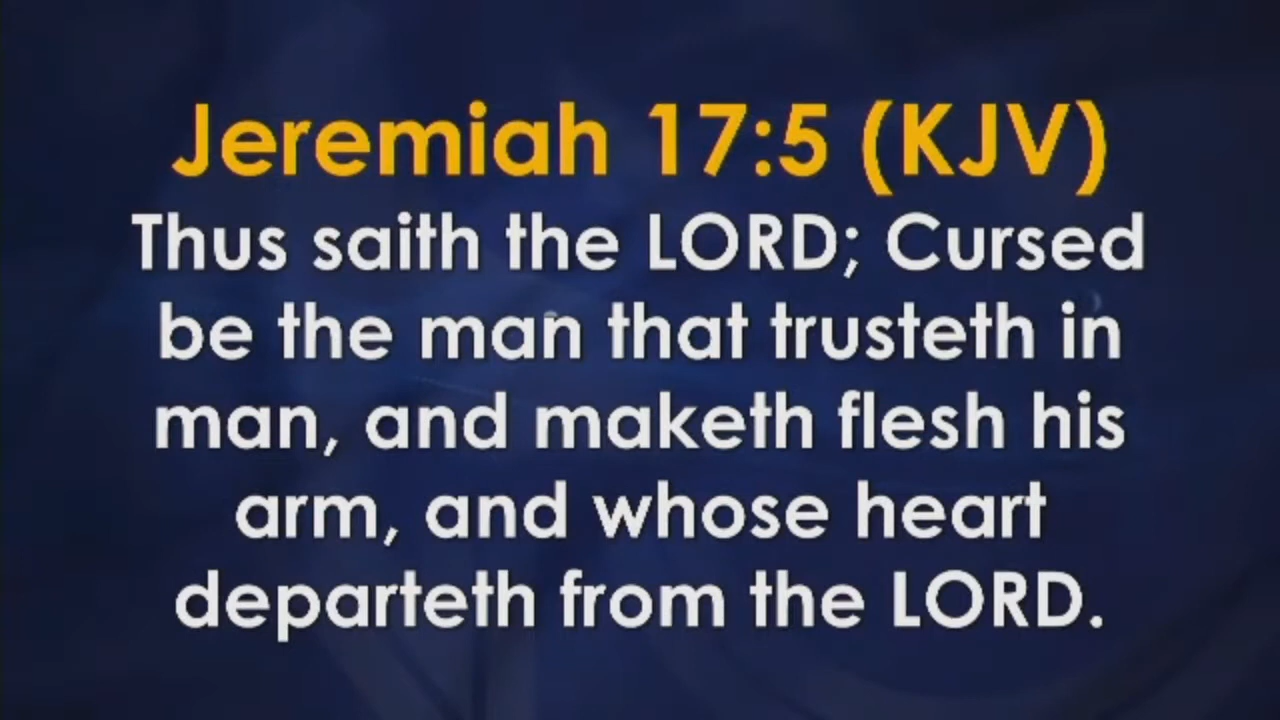 Jeremiah 17:5 (KJV)
Thus saith the LORD; Cursed
be the man that trusteth in
man, and maketh flesh his
arm, and whose heart
departeth from the LORD.